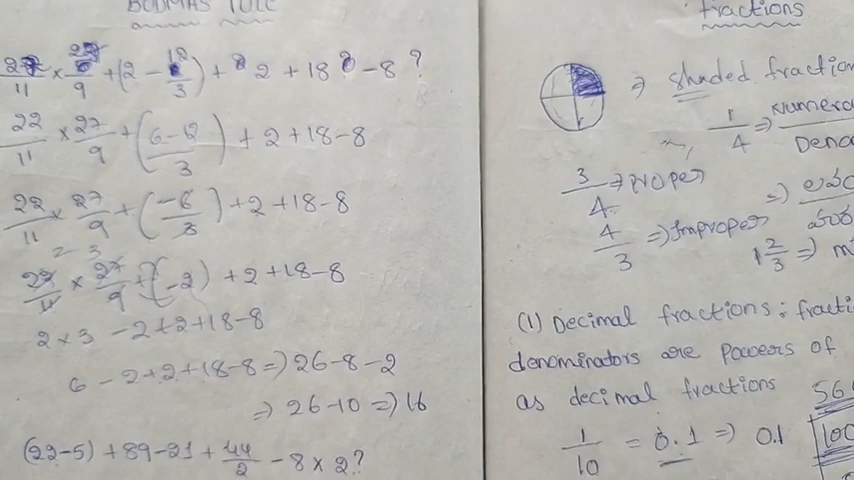 BODMAS rule
22/11 × 27/9 + (2 - 12/3) + 2 + 18 - 8 ?
22/11 × 27/9 + (6-12/3) + 2 + 18 - 8
22/11 × 27/9 + (-6/3) + 2 + 18 - 8
2 3
22/11 × 27/9 + (-2) + 2 + 18 - 8
2 × 3 - 2 + 2 + 18 - 8
6 - 2 + 2 + 18 - 8 => 26 - 8 - 2
=> 26 - 10 => 16
(22-5) + 89 - 21 + 44/2 - 8 × 2?
fractions
=> shaded fraction
1/4 =>
3/4 => proper
4/3 => Improper
1 2/3 =>
(1) Decimal fractions :
denominators are powers of
as decimal fractions
1/10 = 0.1 => 0.1